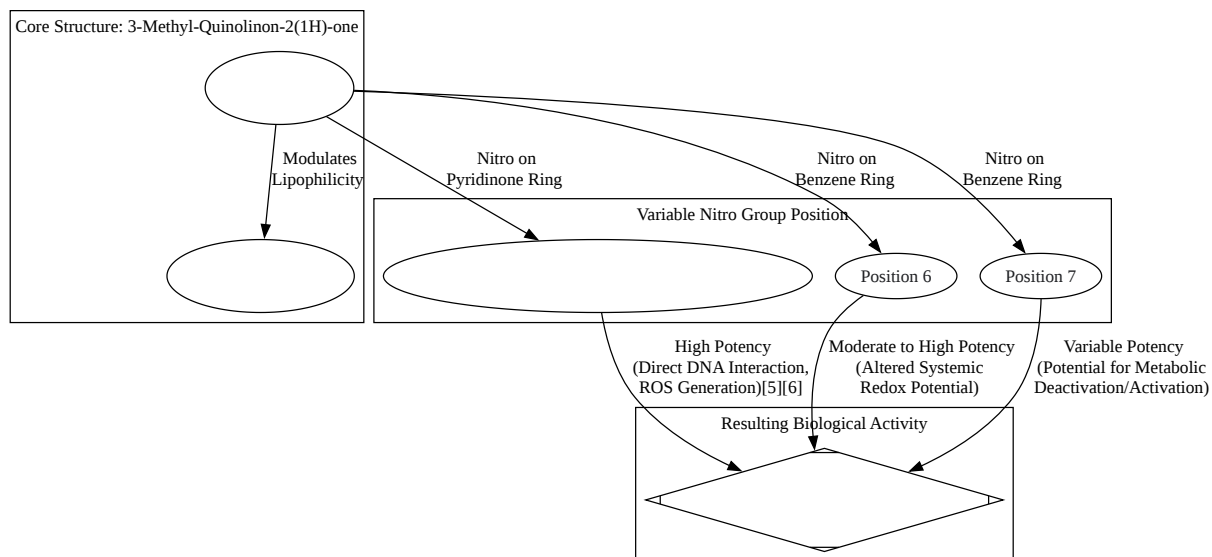 Core Structure: 3-Methyl-Quinolinon-2(1H)-one
Modulates
Lipophilicity
Nitro on
Pyridinone Ring
Nitro on
Benzene Ring
Nitro on
Benzene Ring
Variable Nitro Group Position
Position 6
Position 7
High Potency
(Direct DNA Interaction,
ROS Generation)[5][6]
Moderate to High Potency
(Altered Systemic
Redox Potential)
Variable Potency
(Potential for Metabolic
Deactivation/Activation)
Resulting Biological Activity